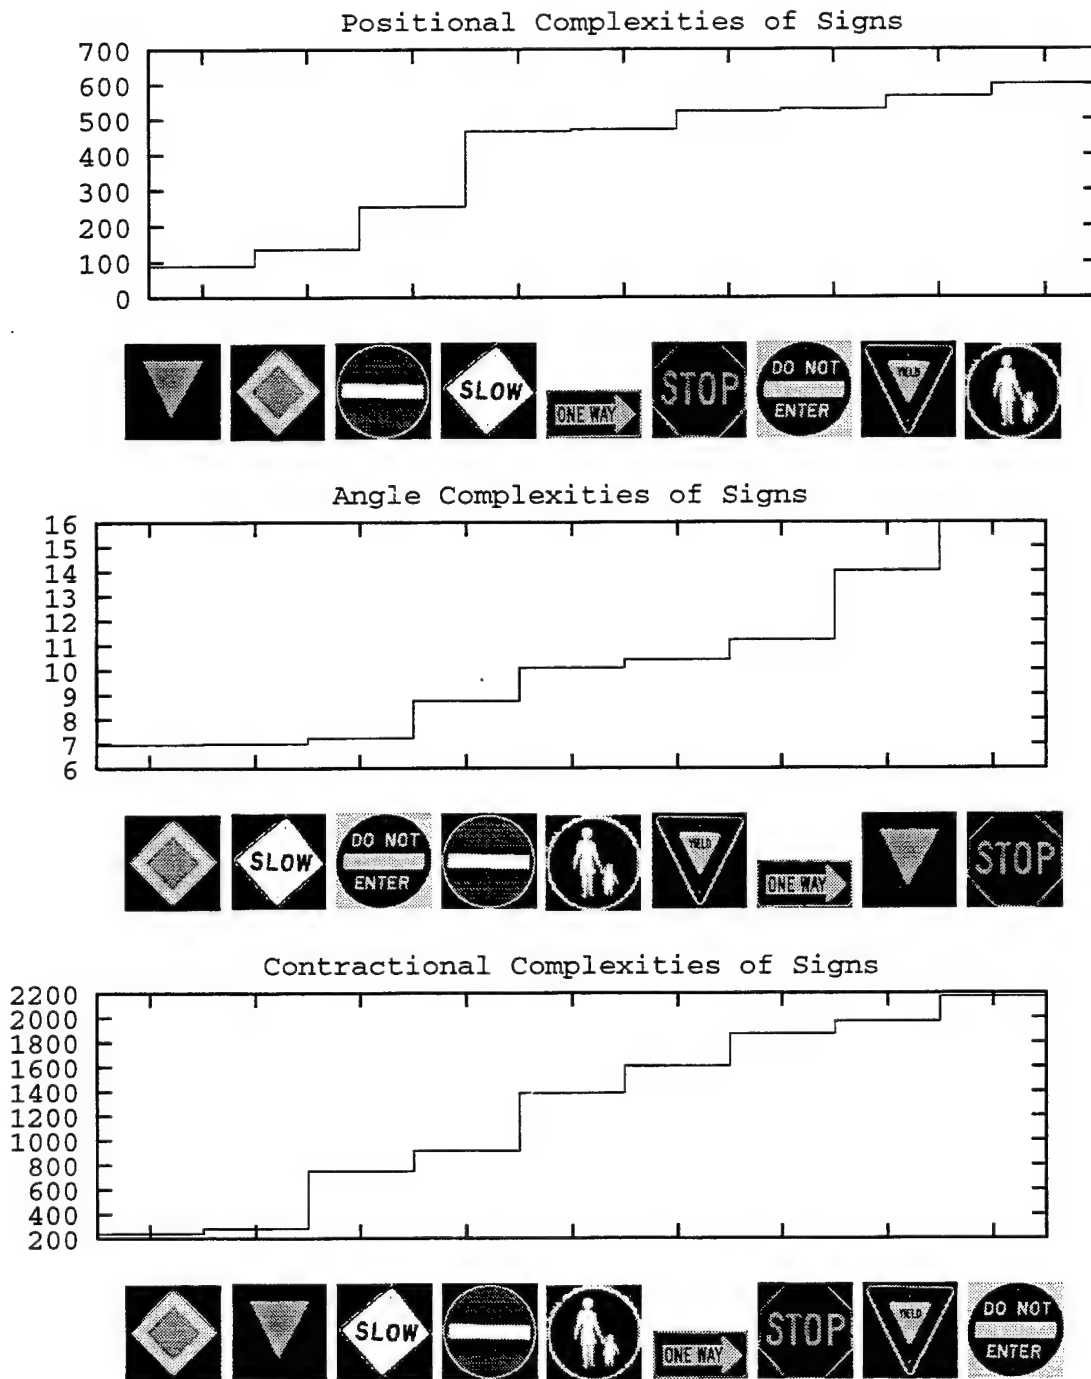 Positional Complexities of Signs
700
600
500
400
300
200
100
0
SLOW
ONE WAY
STOP
DO NOT
ENTER
YIELD
Angle Complexities of Signs
16
15
14
13
12
11
10
9
8
7
6
SLOW
DO NOT
ENTER
YIELD
ONE WAY
STOP
Contractional Complexities of Signs
2200
2000
1800
1600
1400
1200
1000
800
600
400
200
SLOW
ONE WAY
STOP
YIELD
DO NOT
ENTER